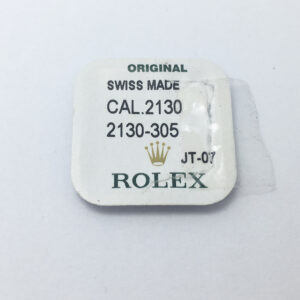 ORIGINAL
SWISS MADE
CAL.2130
2130-305
JT-07
ROLEX